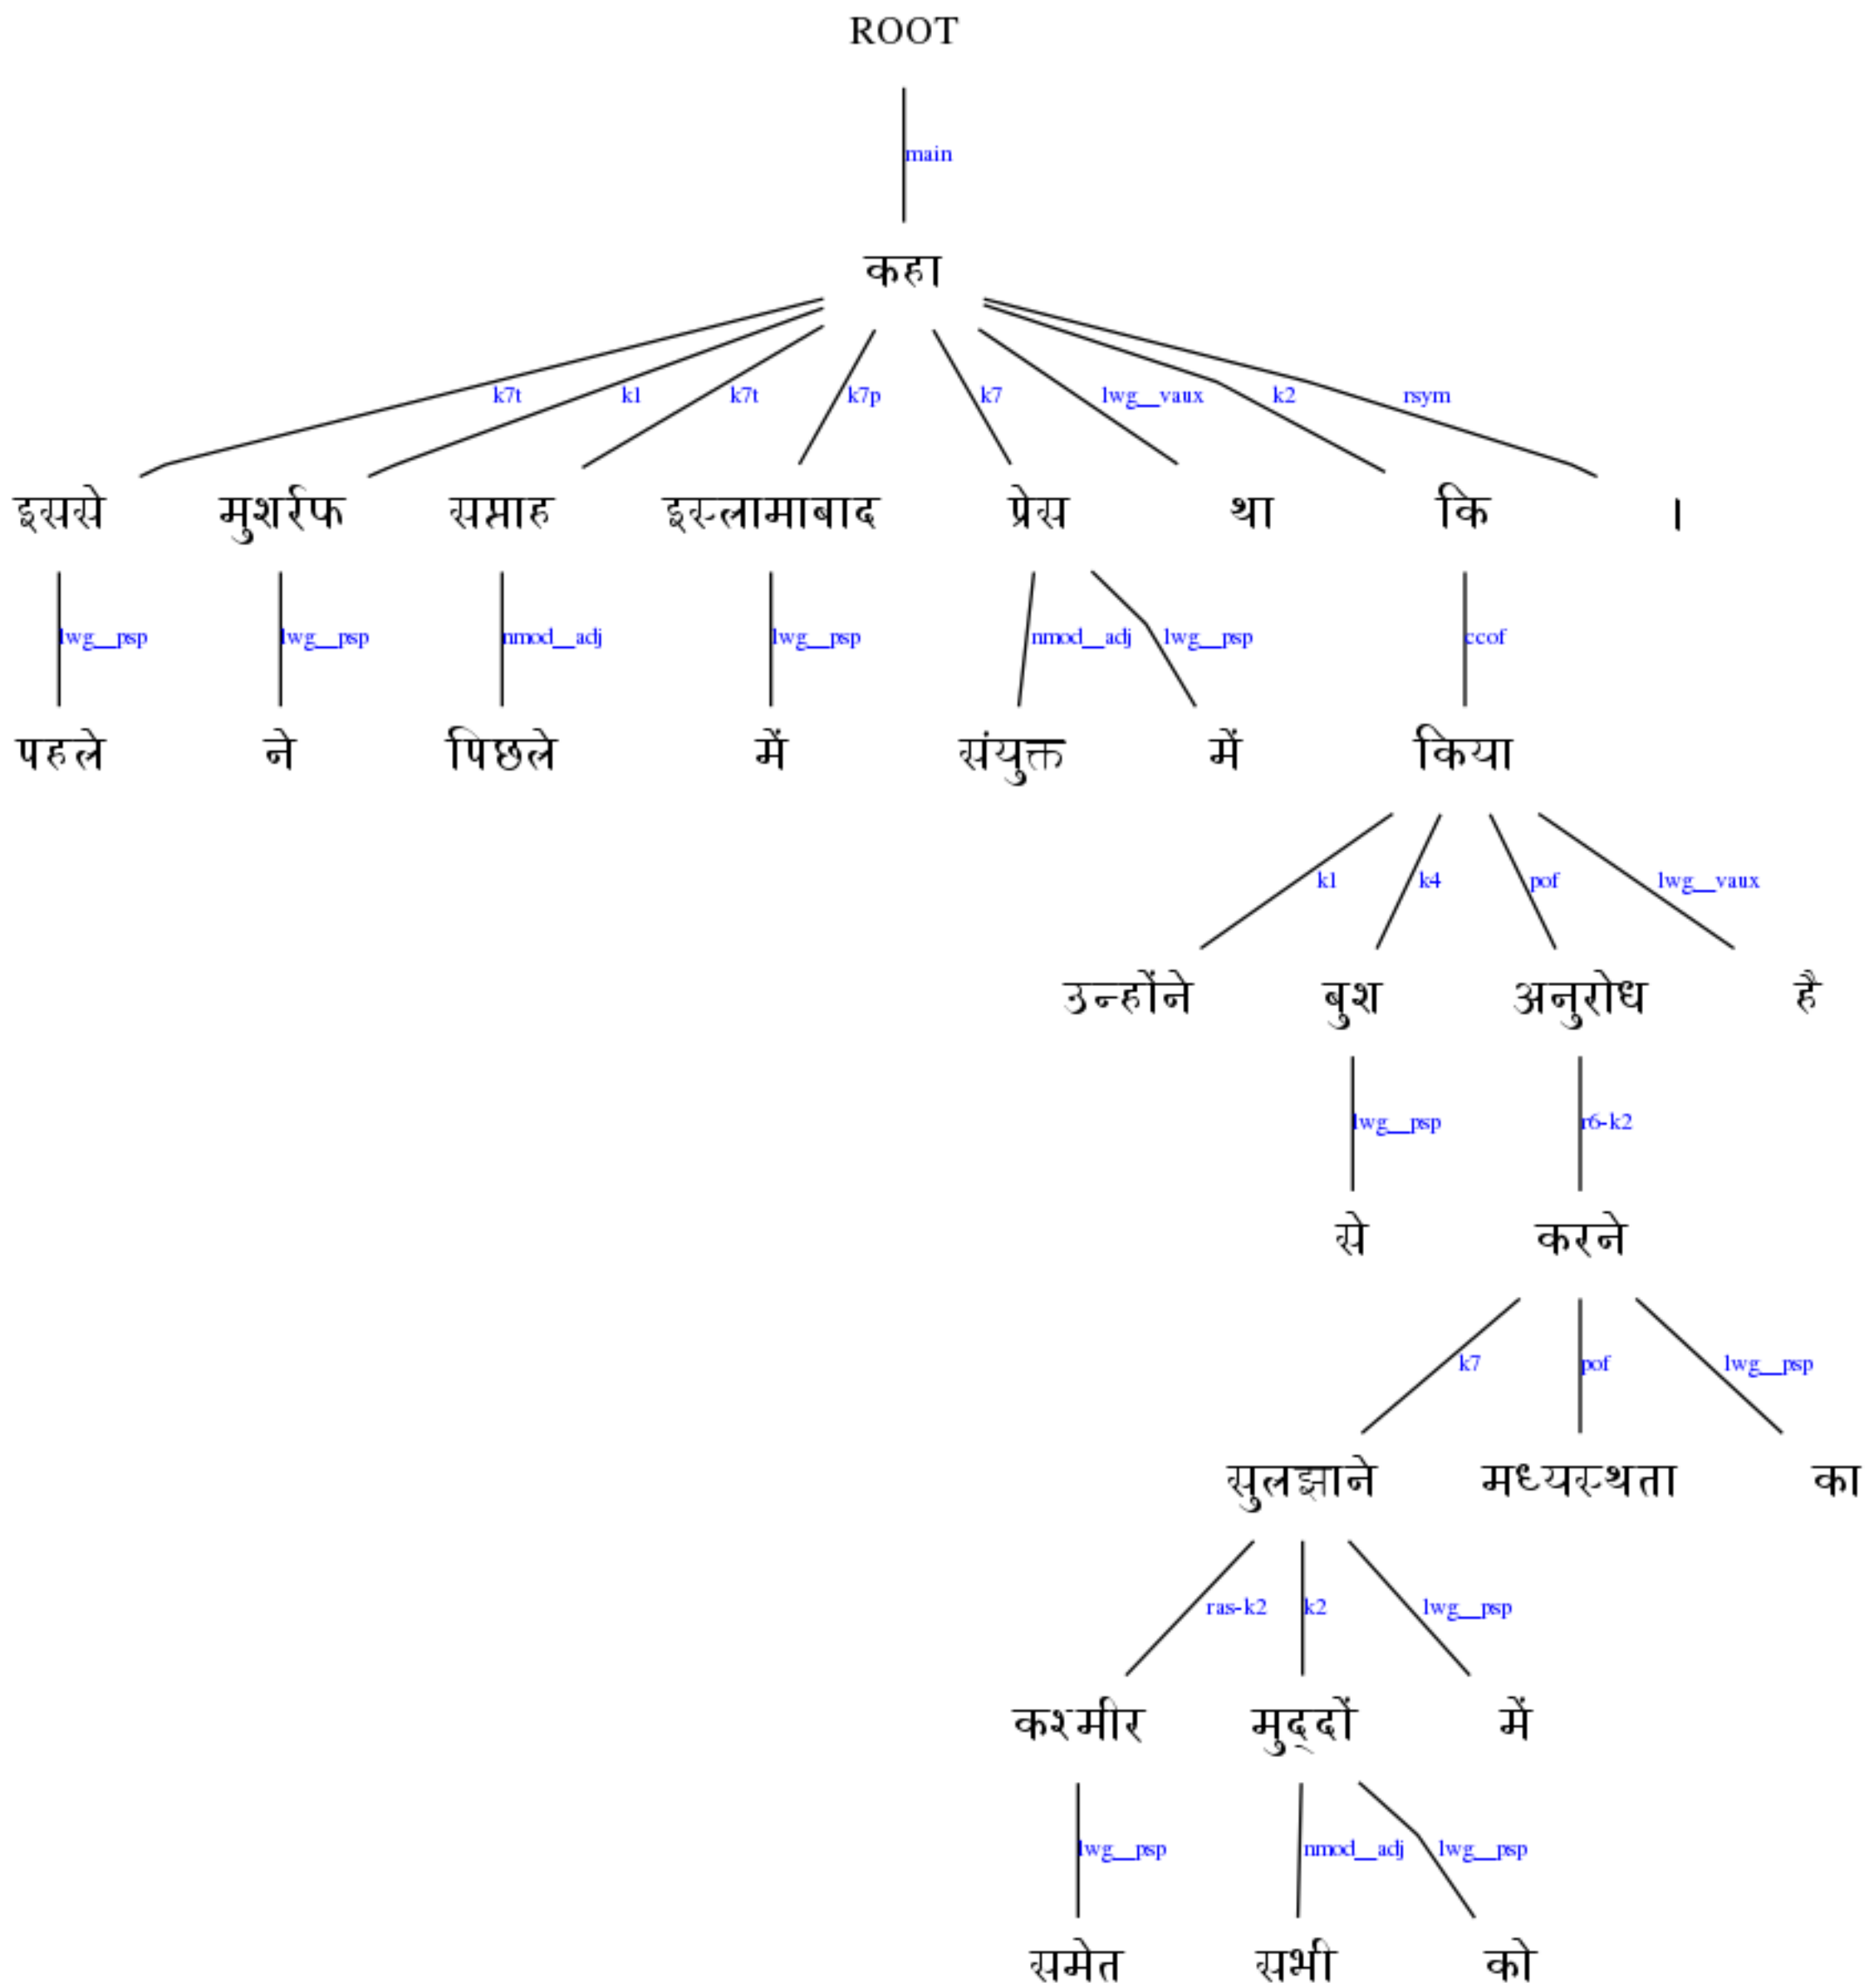 ROOT
main
कहा
k7t k1 k7t k7p k7 lwg__vaux k2 rsym
इससे मुशर्रफ सप्ताह इस्लामाबाद प्रेस था कि ।
lwg__psp lwg__psp nmod__adj lwg__psp nmod__adj lwg__psp ccof
पहले ने पिछले में संयुक्त में किया
k1 k4 pof lwg__vaux
उन्होंने बुश अनुरोध है
lwg__psp r6-k2
से करने
k7 pof lwg__psp
सुलझाने मध्यस्थता का
ras-k2 k2 lwg__psp
कश्मीर मुद्दों में
lwg__psp nmod__adj lwg__psp
समेत सभी को